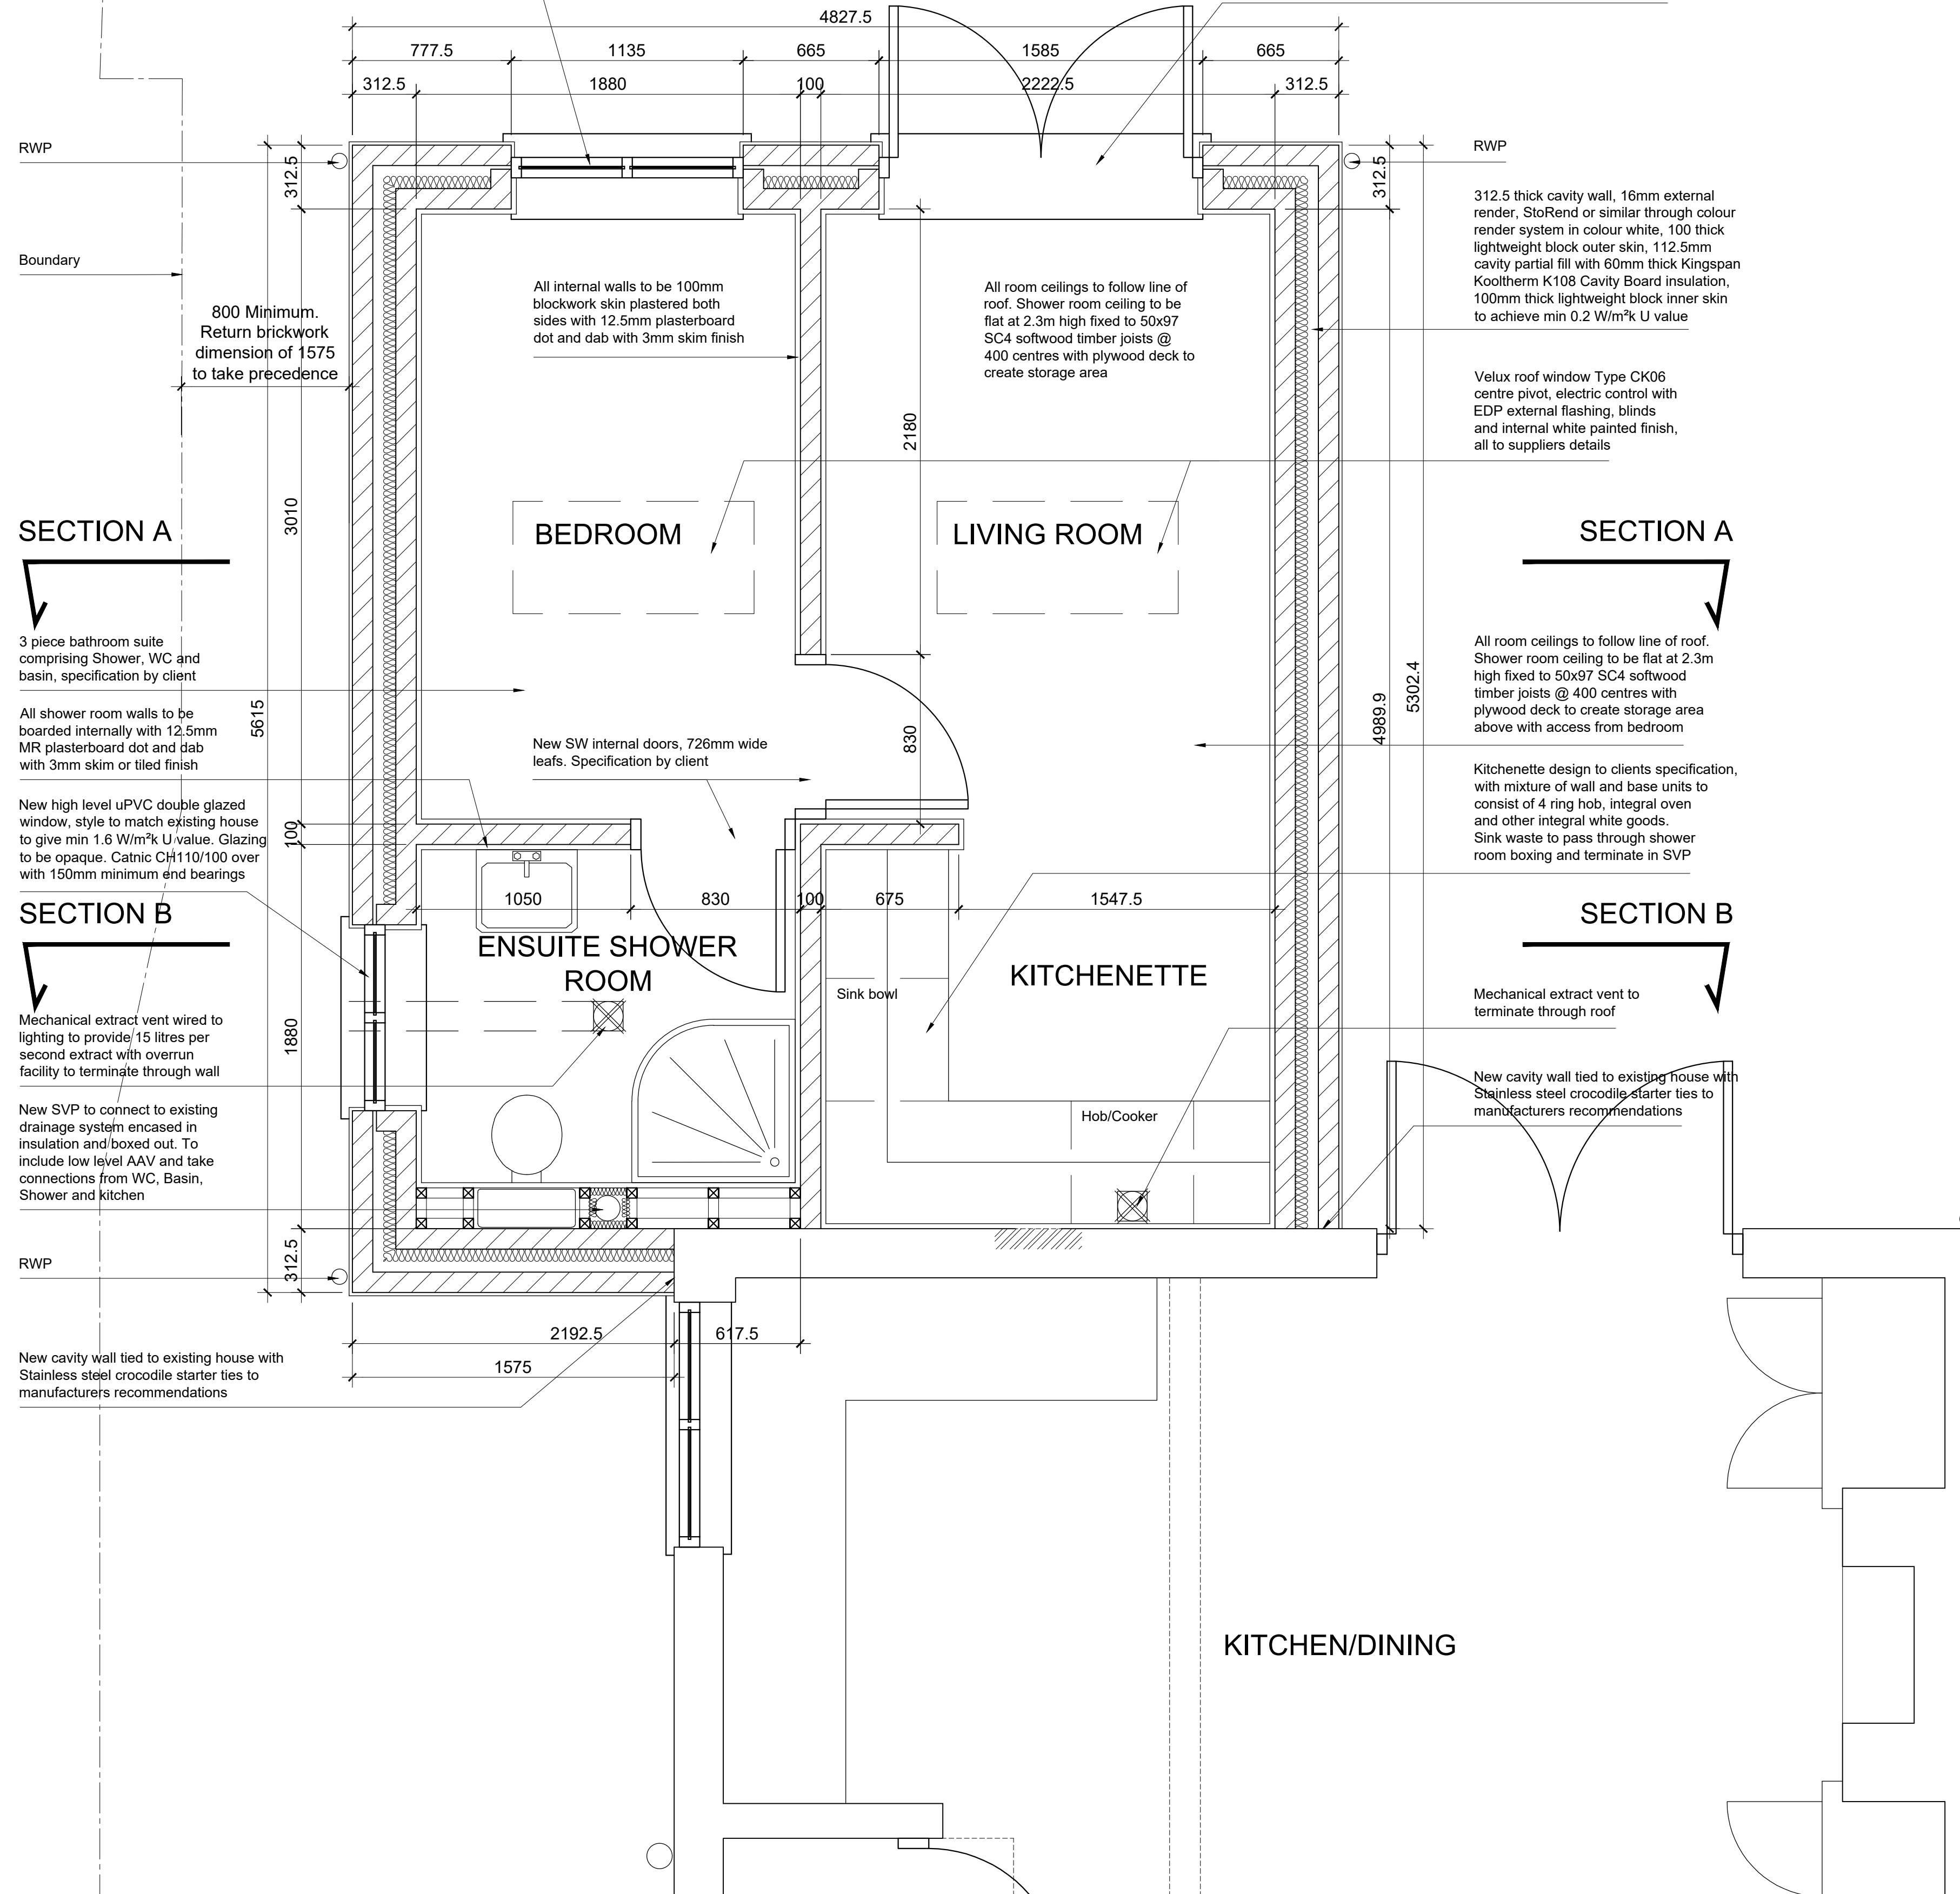 4827.5
777.5 1135 665 1585 665
312.5 1880 100 2222.5 312.5
RWP
Boundary
800 Minimum.
Return brickwork
dimension of 1575
to take precedence
312.5
3010
5615
100
1880
312.5
All internal walls to be 100mm
blockwork skin plastered both
sides with 12.5mm plasterboard
dot and dab with 3mm skim finish
All room ceilings to follow line of
roof. Shower room ceiling to be
flat at 2.3m high fixed to 50x97
SC4 softwood timber joists @
400 centres with plywood deck to
create storage area
2180
830
312.5
4989.9
5302.4
RWP
312.5 thick cavity wall, 16mm external
render, StoRend or similar through colour
render system in colour white, 100 thick
lightweight block outer skin, 112.5mm
cavity partial fill with 60mm thick Kingspan
Kooltherm K108 Cavity Board insulation,
100mm thick lightweight block inner skin
to achieve min 0.2 W/m²k U value
Velux roof window Type CK06
centre pivot, electric control with
EDP external flashing, blinds
and internal white painted finish,
all to suppliers details
SECTION A
BEDROOM
LIVING ROOM
SECTION A
3 piece bathroom suite
comprising Shower, WC and
basin, specification by client
All shower room walls to be
boarded internally with 12.5mm
MR plasterboard dot and dab
with 3mm skim or tiled finish
New SW internal doors, 726mm wide
leafs. Specification by client
New high level uPVC double glazed
window, style to match existing house
to give min 1.6 W/m²k U value. Glazing
to be opaque. Catnic CH110/100 over
with 150mm minimum end bearings
All room ceilings to follow line of roof.
Shower room ceiling to be flat at 2.3m
high fixed to 50x97 SC4 softwood
timber joists @ 400 centres with
plywood deck to create storage area
above with access from bedroom
Kitchenette design to clients specification,
with mixture of wall and base units to
consist of 4 ring hob, integral oven
and other integral white goods.
Sink waste to pass through shower
room boxing and terminate in SVP
SECTION B
1050 830 100 675 1547.5
SECTION B
ENSUITE SHOWER
ROOM
KITCHENETTE
Sink bowl
Hob/Cooker
Mechanical extract vent wired to
lighting to provide 15 litres per
second extract with overrun
facility to terminate through wall
New SVP to connect to existing
drainage system encased in
insulation and boxed out. To
include low level AAV and take
connections from WC, Basin,
Shower and kitchen
RWP
New cavity wall tied to existing house with
Stainless steel crocodile starter ties to
manufacturers recommendations
Mechanical extract vent to
terminate through roof
New cavity wall tied to existing house with
Stainless steel crocodile starter ties to
manufacturers recommendations
2192.5 617.5
1575
KITCHEN/DINING